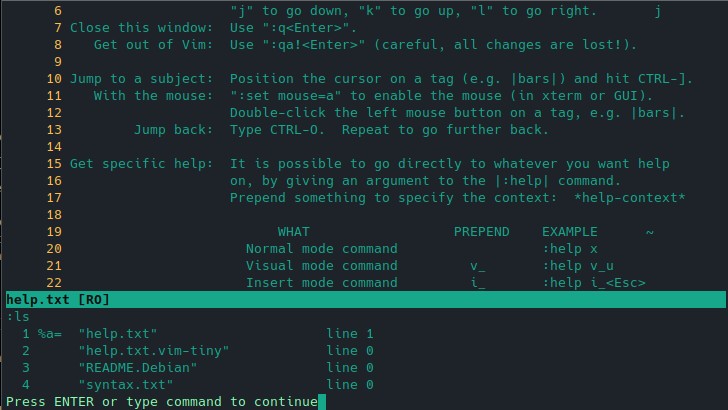 6 "j" to go down, "k" to go up, "l" to go right. j
7 Close this window: Use ":q<Enter>".
8 Get out of Vim: Use ":qa!<Enter>" (careful, all changes are lost!).
9
10 Jump to a subject: Position the cursor on a tag (e.g. |bars|) and hit CTRL-].
11 With the mouse: ":set mouse=a" to enable the mouse (in xterm or GUI).
12 Double-click the left mouse button on a tag, e.g. |bars|.
13 Jump back: Type CTRL-O. Repeat to go further back.
14
15 Get specific help: It is possible to go directly to whatever you want help
16 on, by giving an argument to the |:help| command.
17 Prepend something to specify the context: *help-context*
18
19 WHAT PREPEND EXAMPLE ~
20 Normal mode command :help x
21 Visual mode command v_ :help v_u
22 Insert mode command i_ :help i_<Esc>
help.txt [RO]
:ls
1 %a= "help.txt" line 1
2 "help.txt.vim-tiny" line 0
3 "README.Debian" line 0
4 "syntax.txt" line 0
Press ENTER or type command to continue